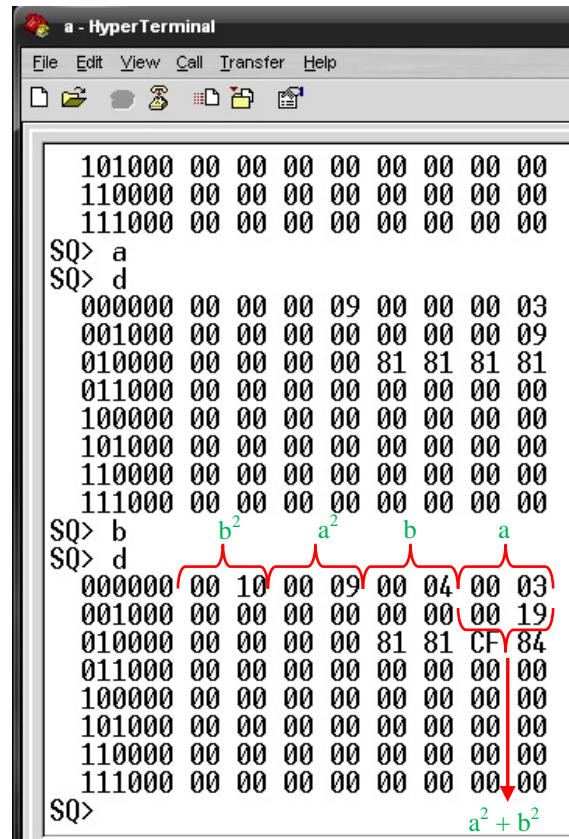 a - HyperTerminal
File Edit View Call Transfer Help
101000 00 00 00 00 00 00 00 00
110000 00 00 00 00 00 00 00 00
111000 00 00 00 00 00 00 00 00
SQ> a
SQ> d
000000 00 00 00 09 00 00 00 03
001000 00 00 00 00 00 00 00 09
010000 00 00 00 00 81 81 81 81
011000 00 00 00 00 00 00 00 00
100000 00 00 00 00 00 00 00 00
101000 00 00 00 00 00 00 00 00
110000 00 00 00 00 00 00 00 00
111000 00 00 00 00 00 00 00 00
SQ> b
b² a² b a
SQ> d
000000 00 10 00 09 00 04 00 03
001000 00 00 00 00 00 00 00 19
010000 00 00 00 00 81 81 CF 84
011000 00 00 00 00 00 00 00 00
100000 00 00 00 00 00 00 00 00
101000 00 00 00 00 00 00 00 00
110000 00 00 00 00 00 00 00 00
111000 00 00 00 00 00 00 00 00
SQ>
a² + b²